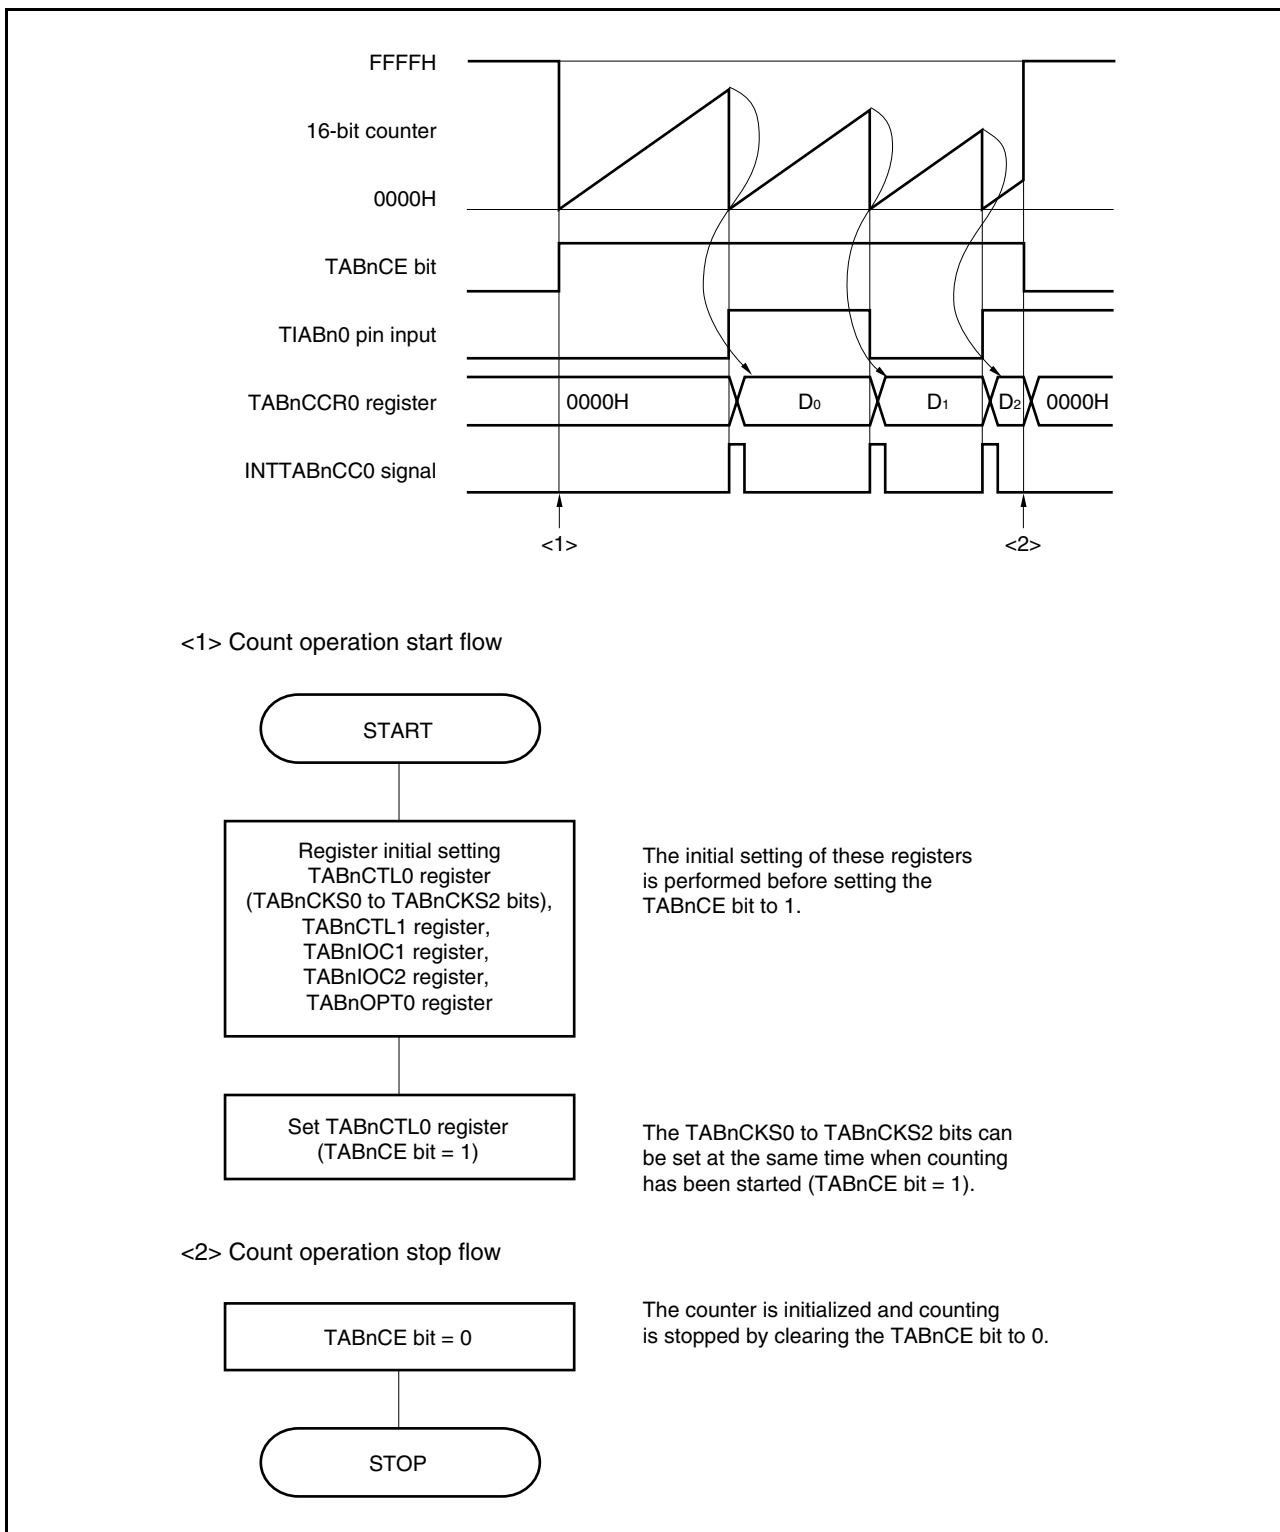 FFFFH
16-bit counter
0000H
TABnCE bit
TIABn0 pin input
TABnCCR0 register
0000H
D0
D1
D2
0000H
INTTABnCC0 signal
<1>
<2>
<1> Count operation start flow
START
Register initial setting
TABnCTL0 register
(TABnCKS0 to TABnCKS2 bits),
TABnCTL1 register,
TABnIOC1 register,
TABnIOC2 register,
TABnOPT0 register
The initial setting of these registers
is performed before setting the
TABnCE bit to 1.
Set TABnCTL0 register
(TABnCE bit = 1)
The TABnCKS0 to TABnCKS2 bits can
be set at the same time when counting
has been started (TABnCE bit = 1).
<2> Count operation stop flow
TABnCE bit = 0
The counter is initialized and counting
is stopped by clearing the TABnCE bit to 0.
STOP